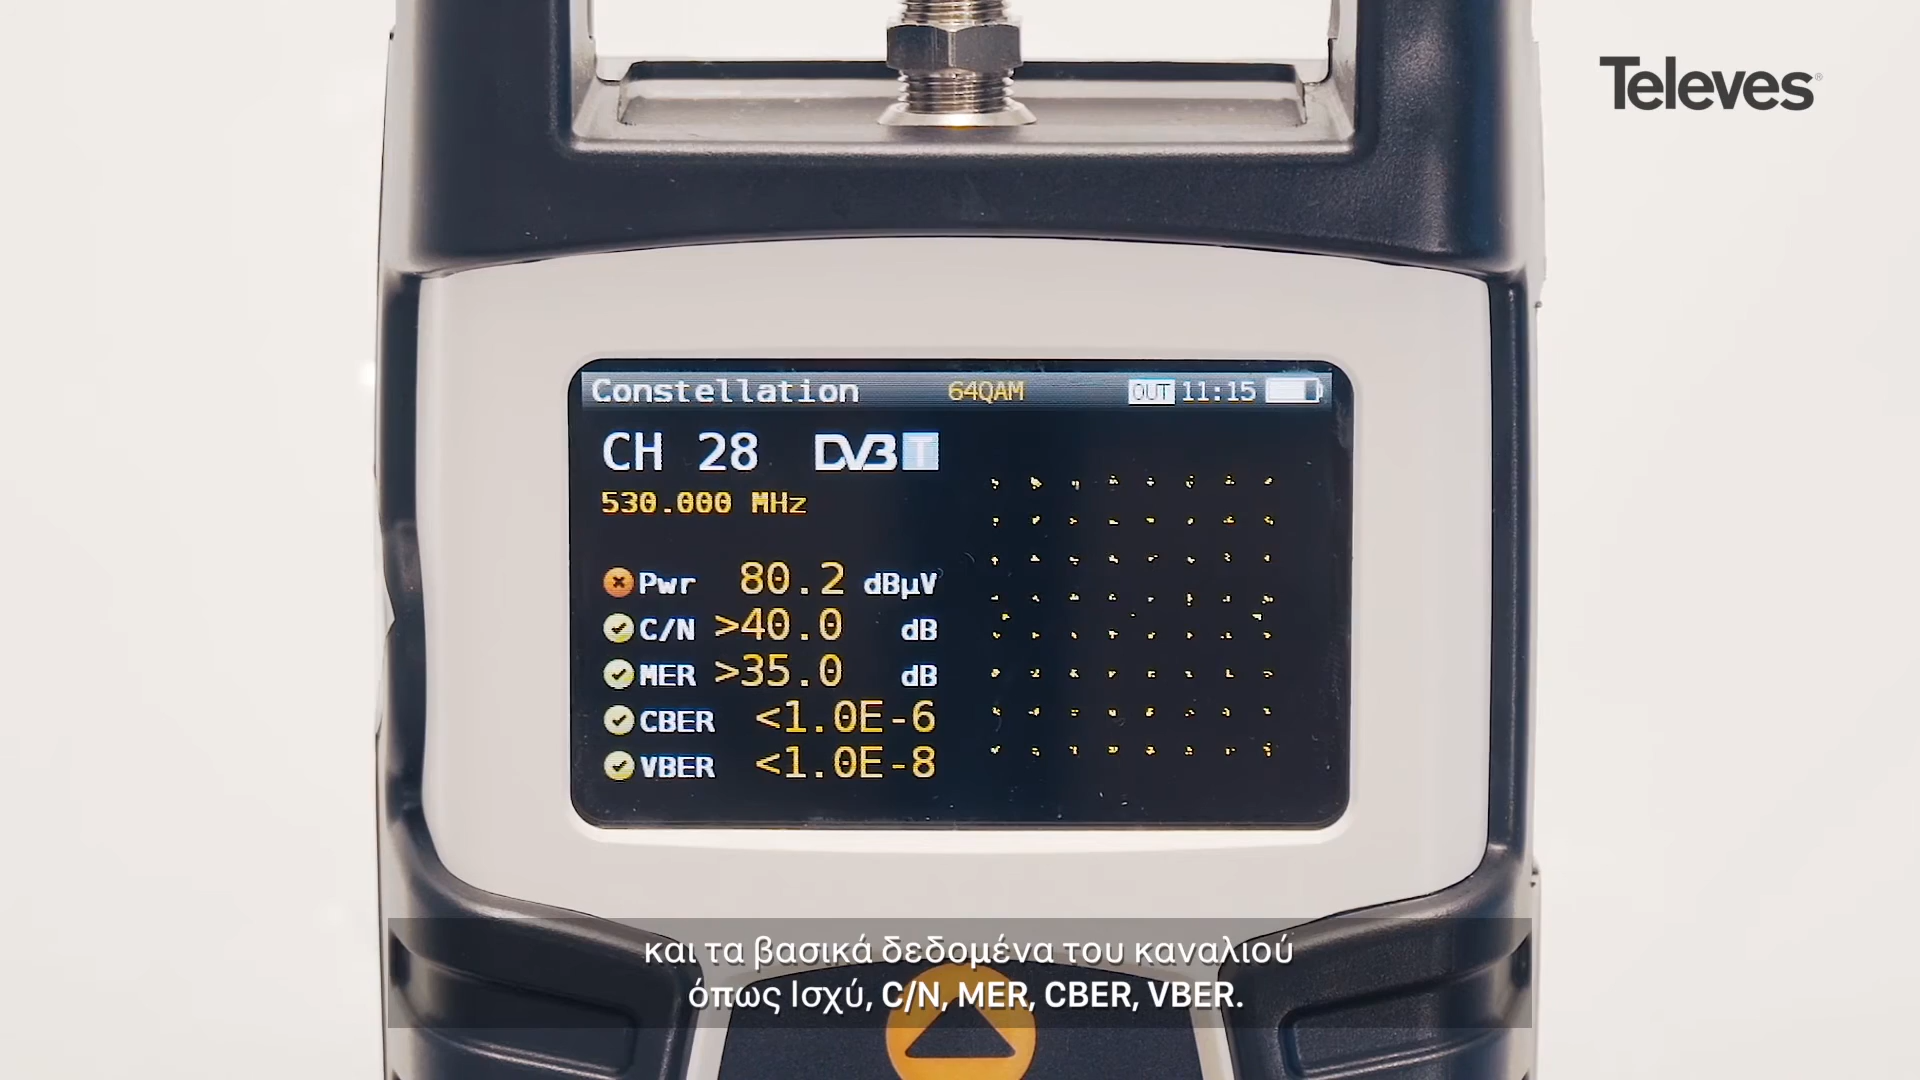 Televes
Constellation 64QAM OUT 11:15
CH 28 DVB T
530.000 MHz
Pwr 80.2 dBμV
C/N >40.0 dB
MER >35.0 dB
CBER <1.0E-6
VBER <1.0E-8
και τα βασικά δεδομένα του καναλιού
όπως Ισχύ, C/N, MER, CBER, VBER.